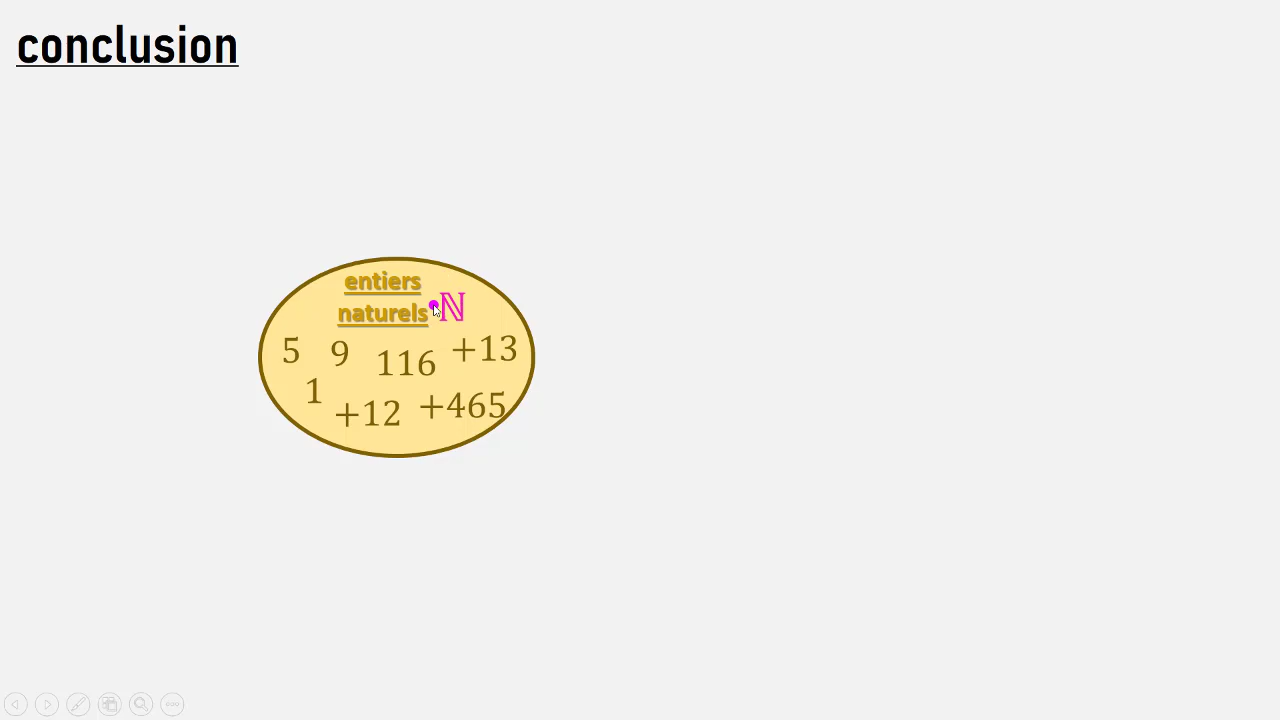 conclusion
entiers
naturels ℕ
5 9 116 +13
1 +12 +465